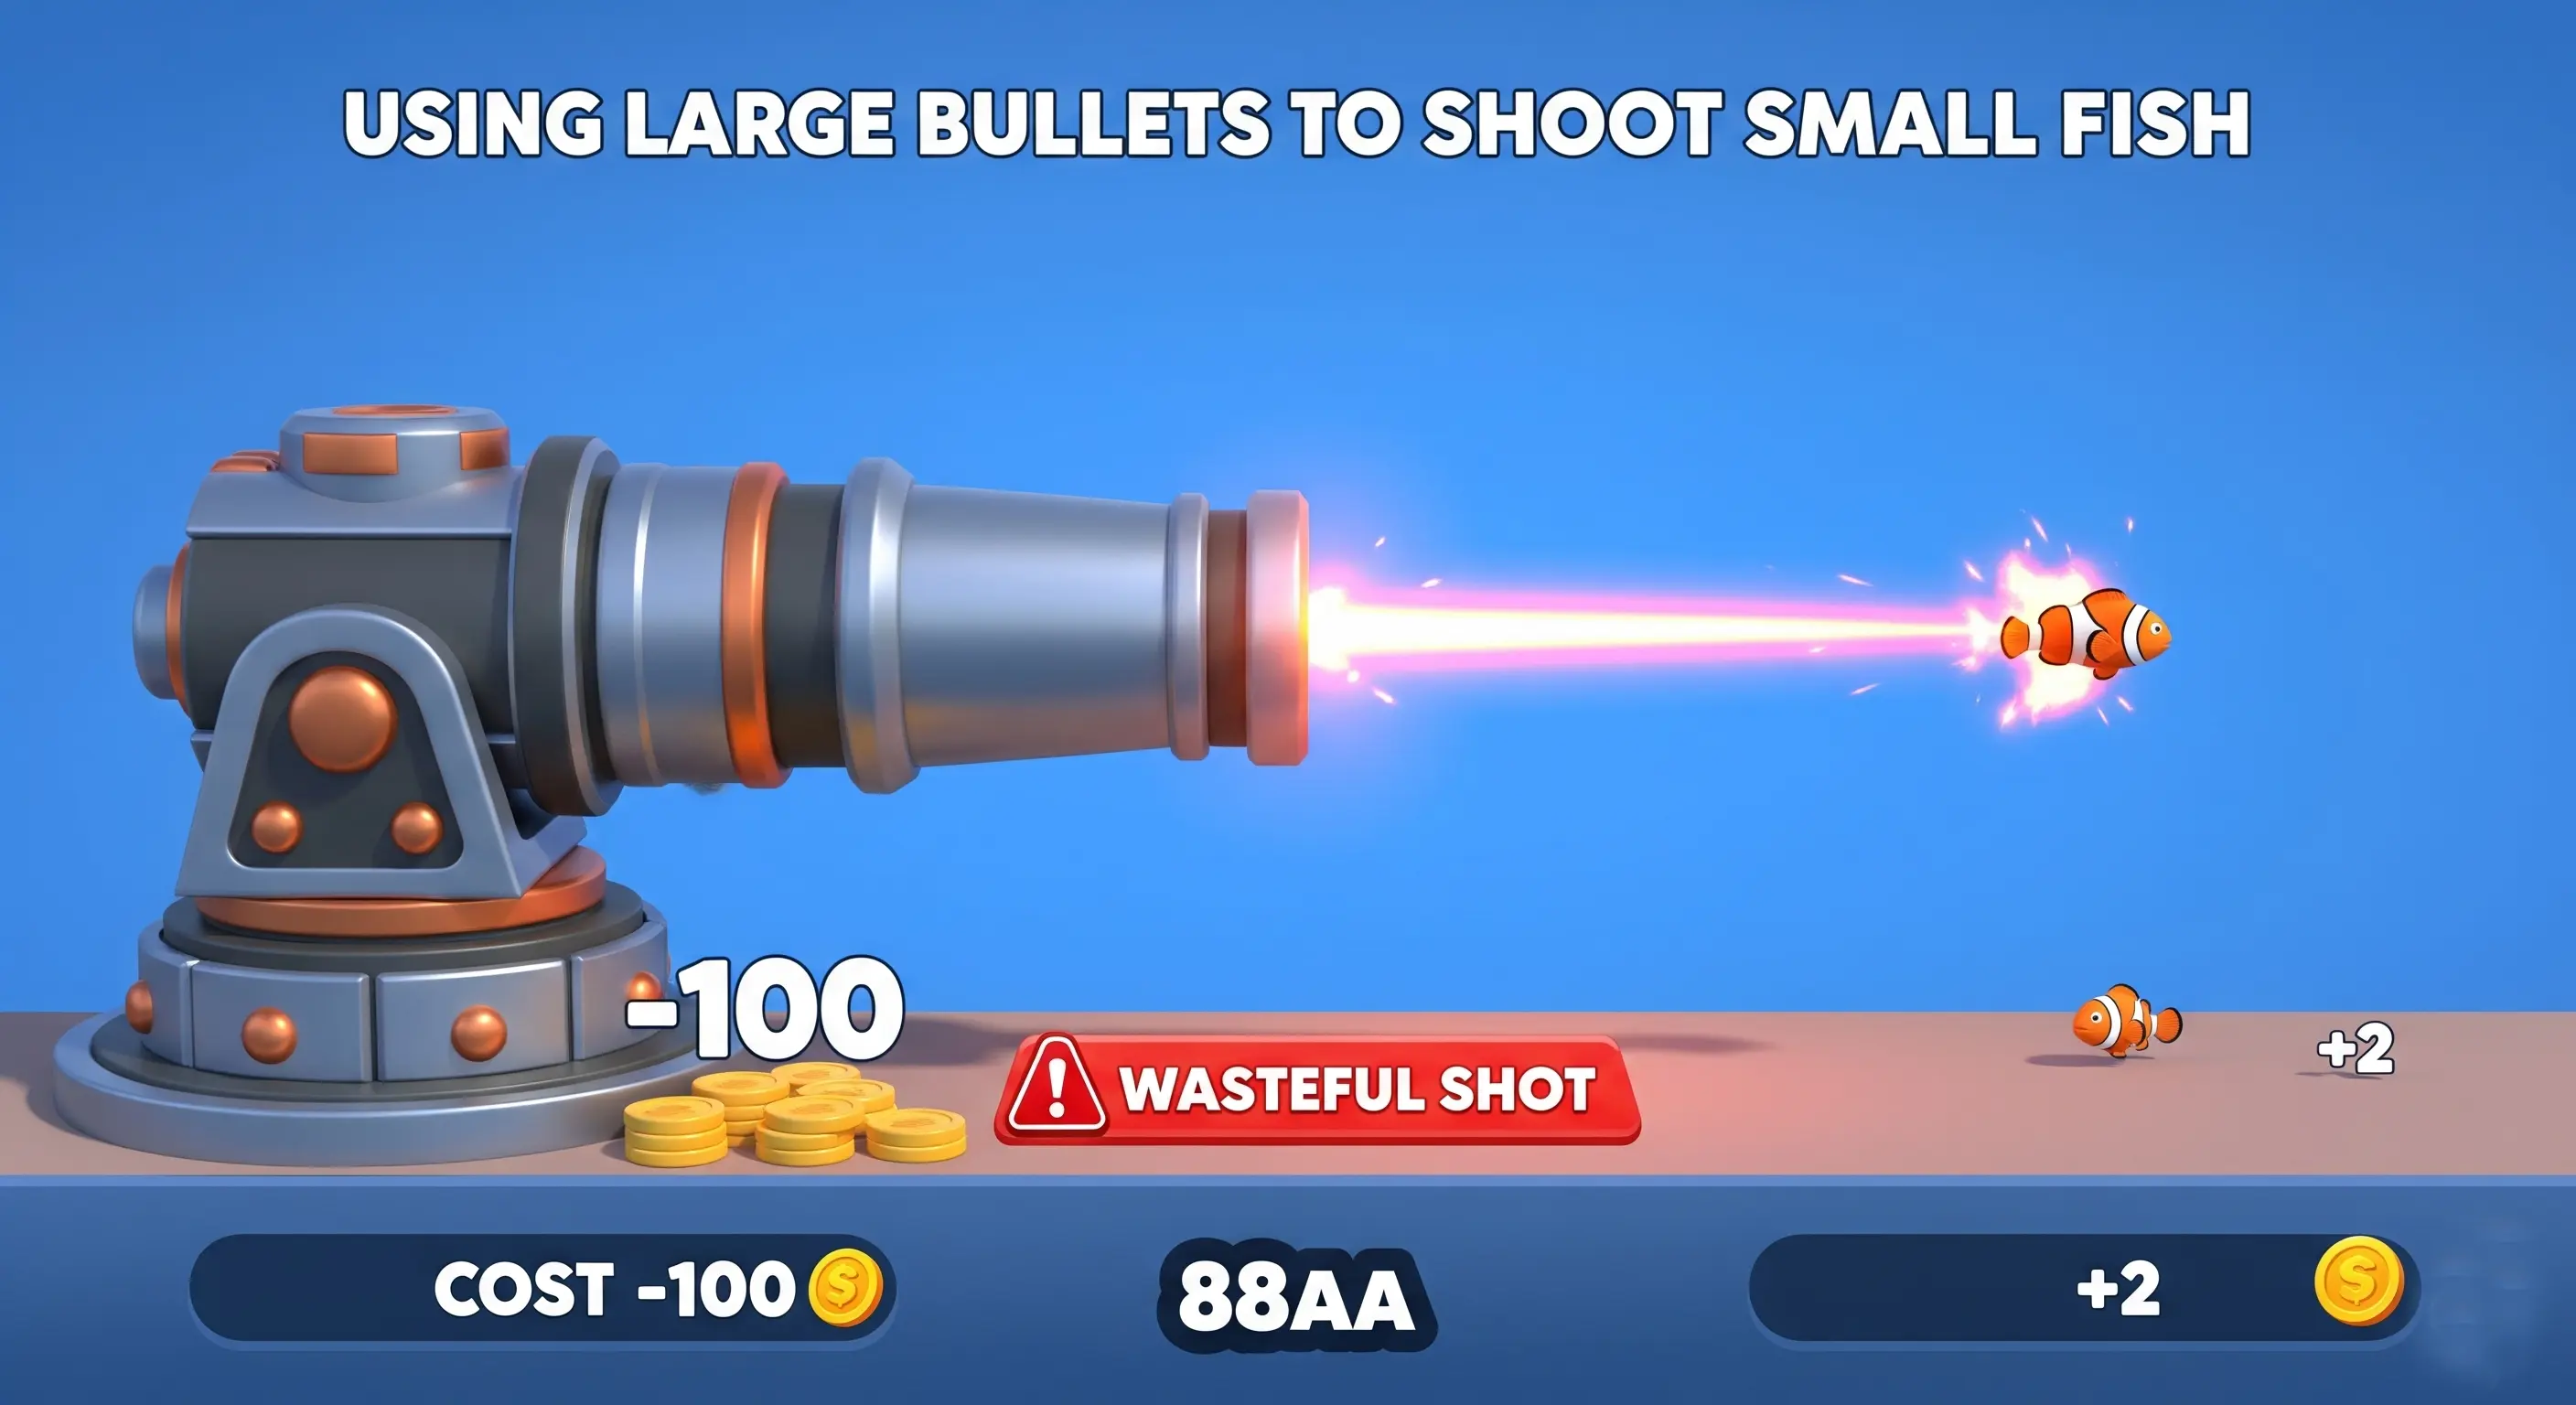 USING LARGE BULLETS TO SHOOT SMALL FISH
-100
+2
WASTEFUL SHOT
COST -100
88AA
+2